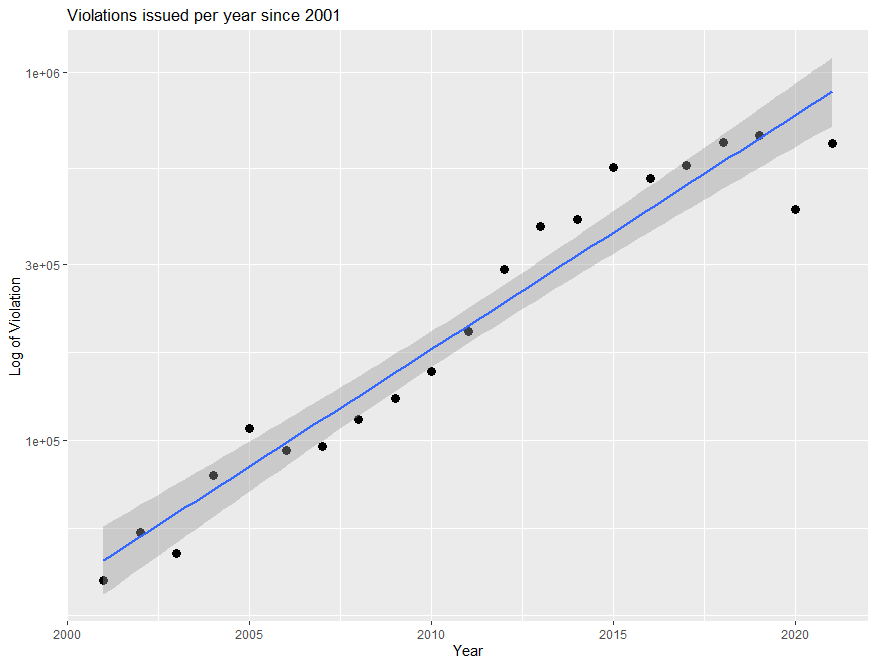 Violations issued per year since 2001
1e+06
3e+05
1e+05
Log of Violation
2000 2005 2010 2015 2020
Year